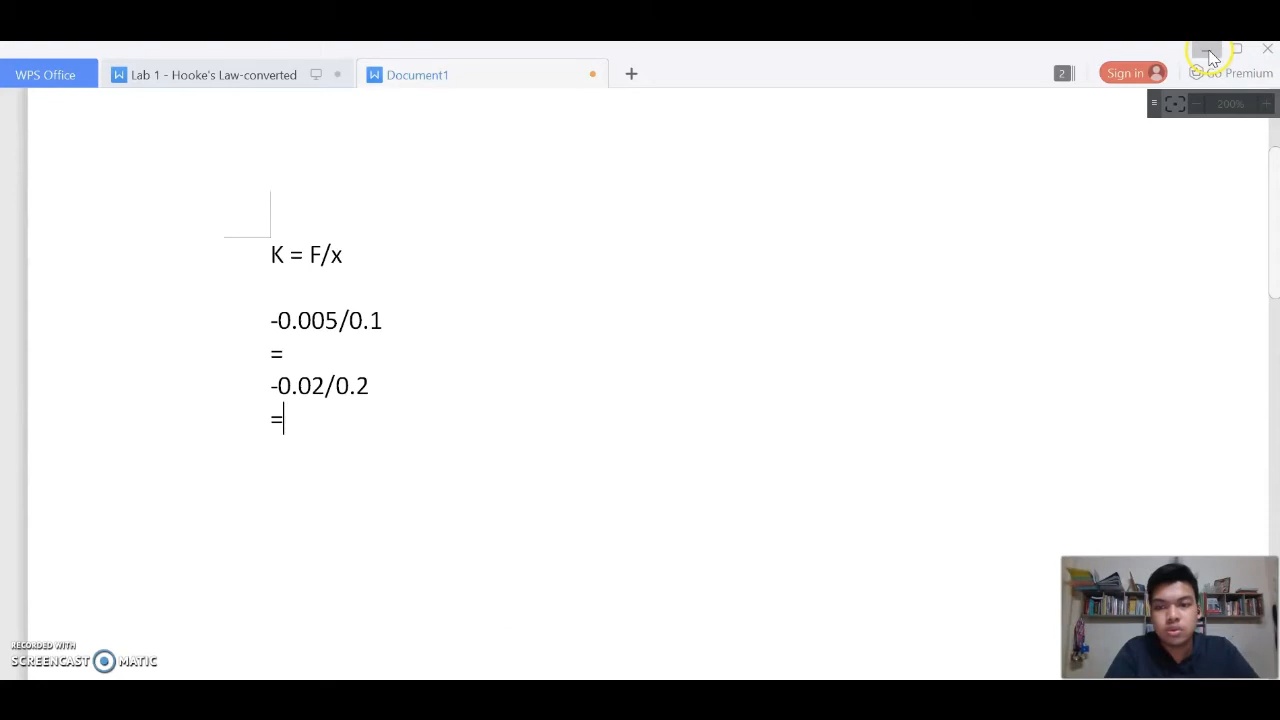 WPS Office
Lab 1 - Hooke's Law-converted
Document1
2
Sign in
Go Premium
200%
K = F/x
-0.005/0.1
=
-0.02/0.2
=
RECORDED WITH
SCREENCAST MATIC